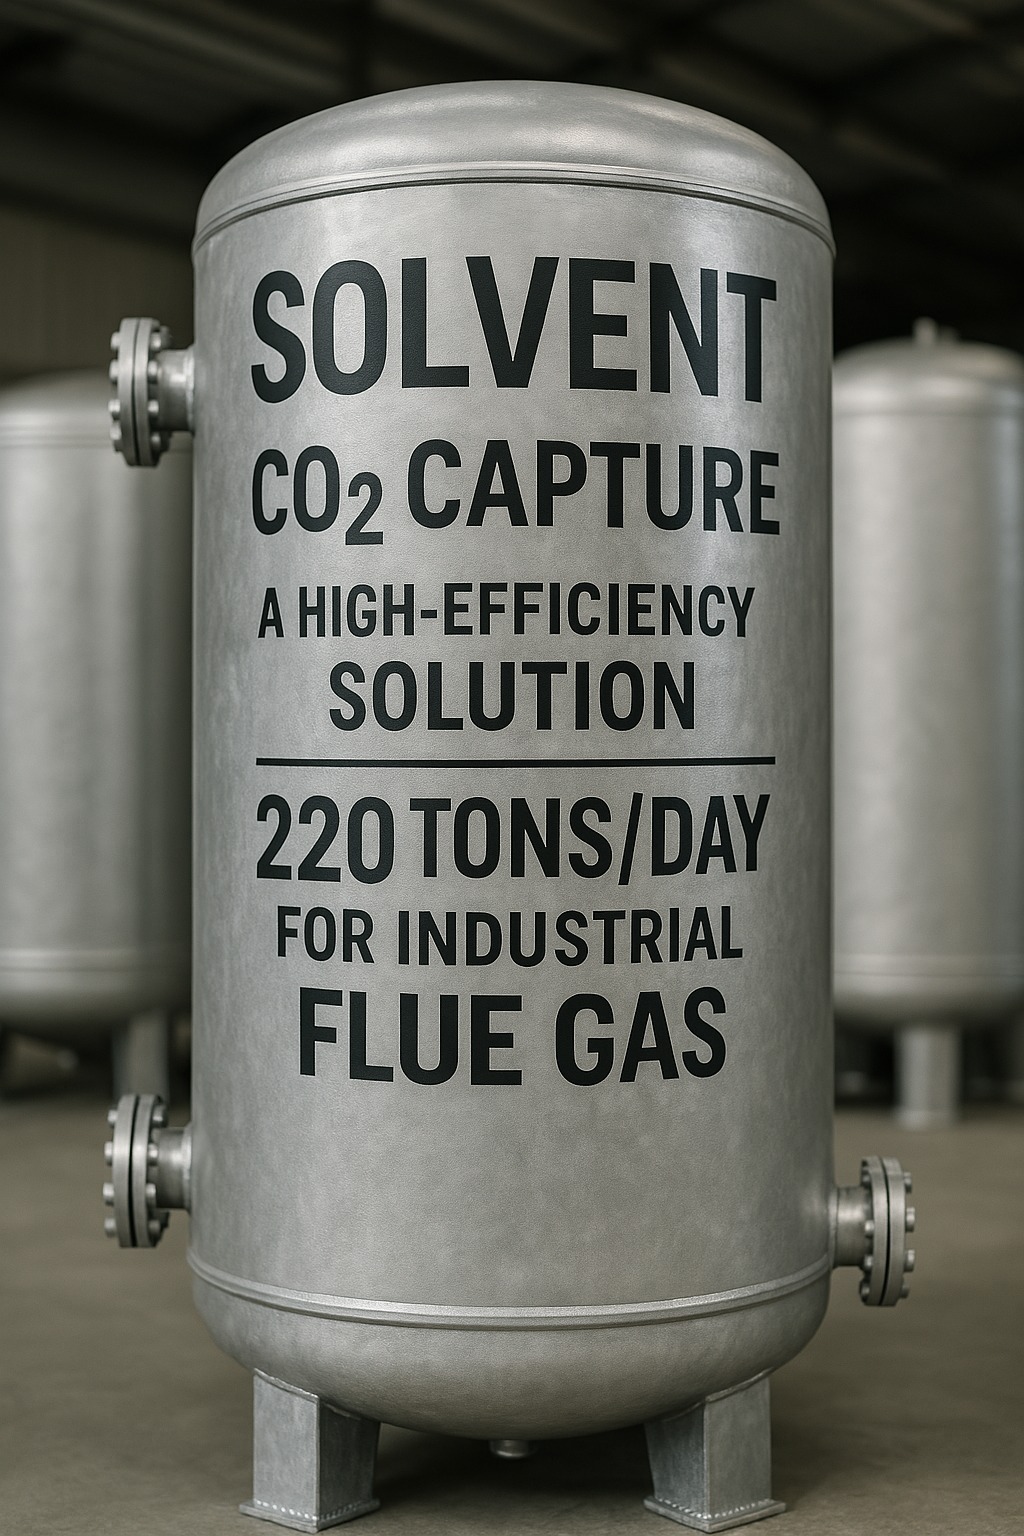 SOLVENT
CO₂ CAPTURE
A HIGH-EFFICIENCY
SOLUTION
220 TONS/DAY
FOR INDUSTRIAL
FLUE GAS